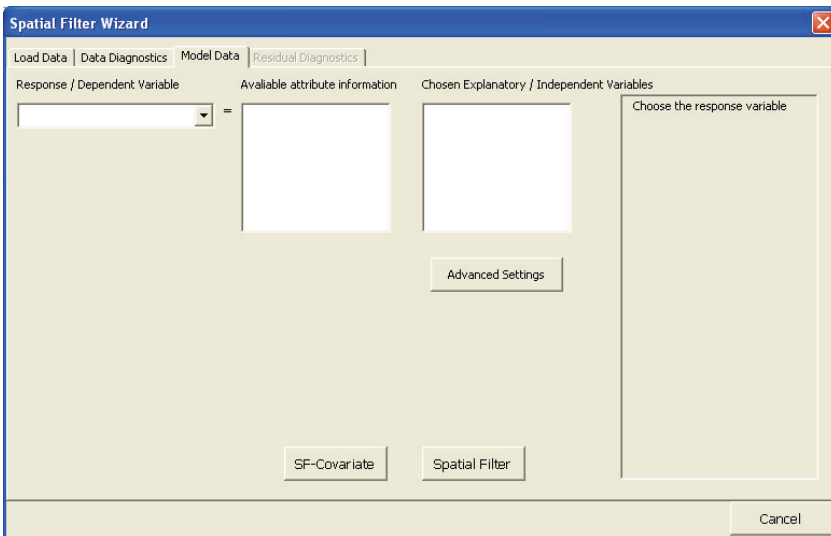 Spatial Filter Wizard
Load Data
Data Diagnostics
Model Data
Residual Diagnostics
Response / Dependent Variable
Avaliable attribute information
Chosen Explanatory / Independent Variables
=
Choose the response variable
Advanced Settings
SF-Covariate
Spatial Filter
Cancel